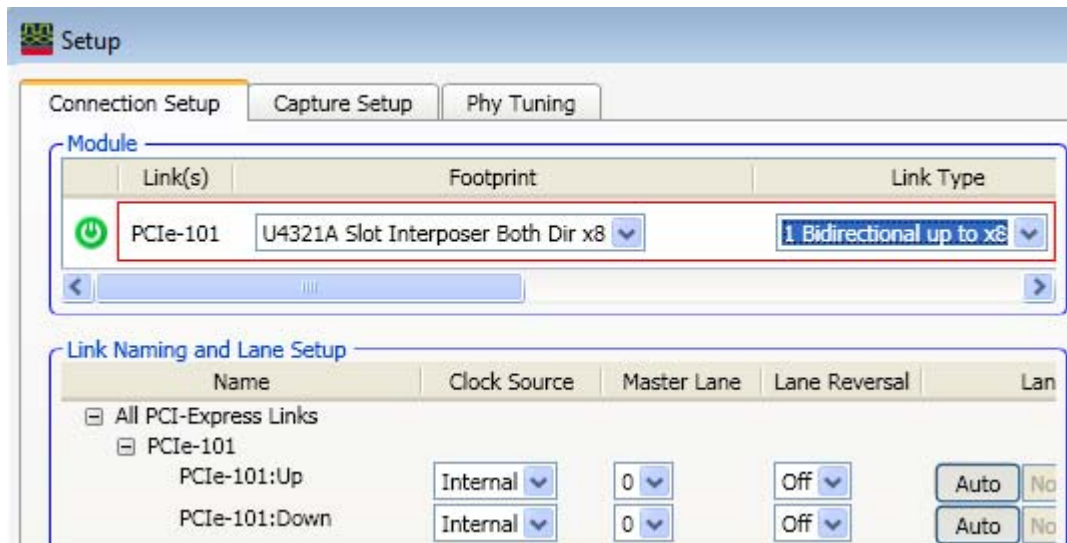 Setup
Connection Setup Capture Setup Phy Tuning
Module
Link(s) Footprint Link Type
PCIe-101 U4321A Slot Interposer Both Dir x8 1 Bidirectional up to x8
Link Naming and Lane Setup
Name Clock Source Master Lane Lane Reversal Lan
All PCI-Express Links
PCIe-101
PCIe-101:Up Internal 0 Off Auto No
PCIe-101:Down Internal 0 Off Auto No